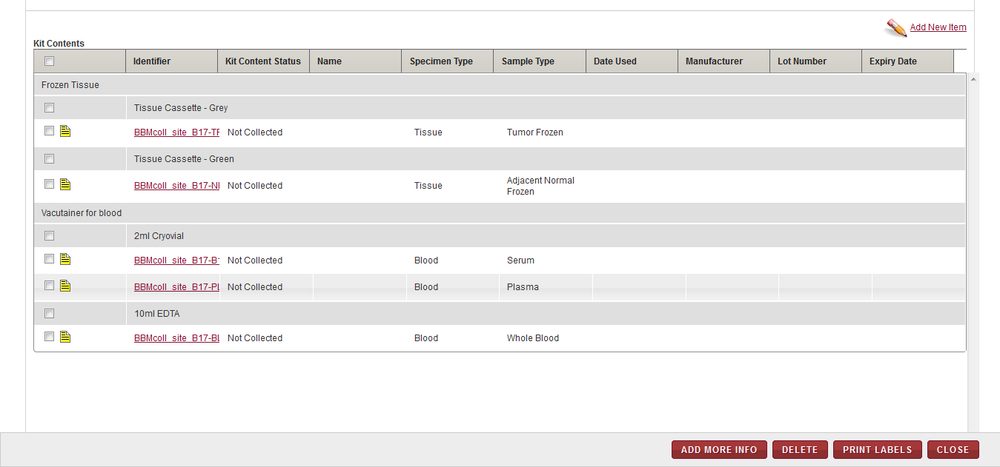 Add New Item
Kit Contents
Identifier Kit Content Status Name Specimen Type Sample Type Date Used Manufacturer Lot Number Expiry Date
Frozen Tissue
Tissue Cassette - Grey
BBMcoll_site_B17-TF Not Collected Tissue Tumor Frozen
Tissue Cassette - Green
BBMcoll_site_B17-NI Not Collected Tissue Adjacent Normal
Frozen
Vacutainer for blood
2ml Cryovial
BBMcoll_site_B17-B1 Not Collected Blood Serum
BBMcoll_site_B17-PL Not Collected Blood Plasma
10ml EDTA
BBMcoll_site_B17-BL Not Collected Blood Whole Blood
ADD MORE INFO DELETE PRINT LABELS CLOSE